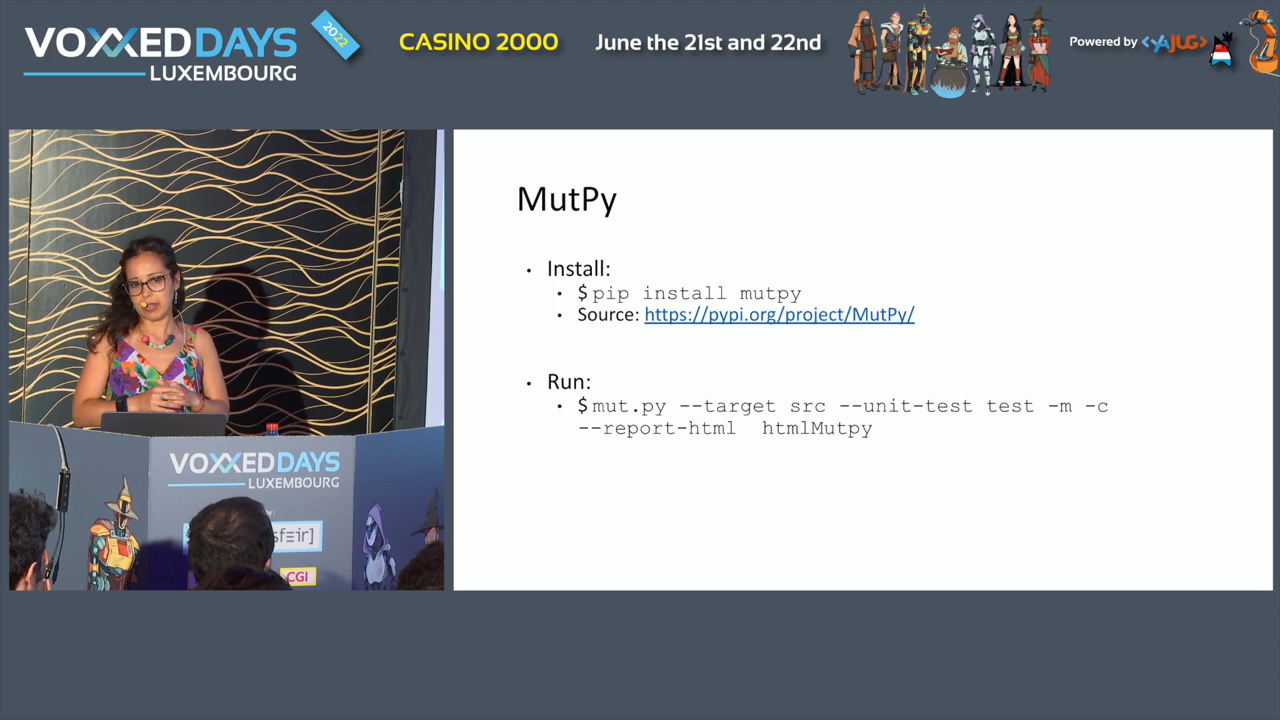 VOXXED DAYS
LUXEMBOURG
2022
CASINO 2000
June the 21st and 22nd
Powered by <YAJUG>
MutPy
• Install:
• $ pip install mutpy
• Source: https://pypi.org/project/MutPy/
• Run:
• $ mut.py --target src --unit-test test -m -c
--report-html htmlMutpy
VOXXED DAYS
LUXEMBOURG
sfeir]
CGI